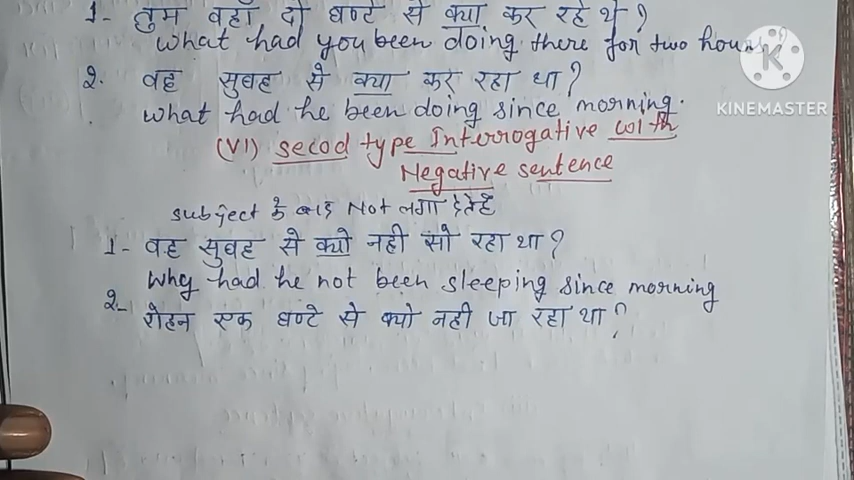 1- तुम वहाँ दो घण्टे से क्या कर रहे थे?
what had you been doing there for two hours?
२. वह सुबह से क्या कर रहा था?
what had he been doing since morning.
(VI) secod type Interrogative with
Negative sentence
subject के बाद Not लगा देते हैं
1- वह सुबह से क्यो नही सो रहा था?
Why had he not been sleeping since morning
२- रोहन एक घण्टे से क्यो नही जा रहा था?
KINEMASTER